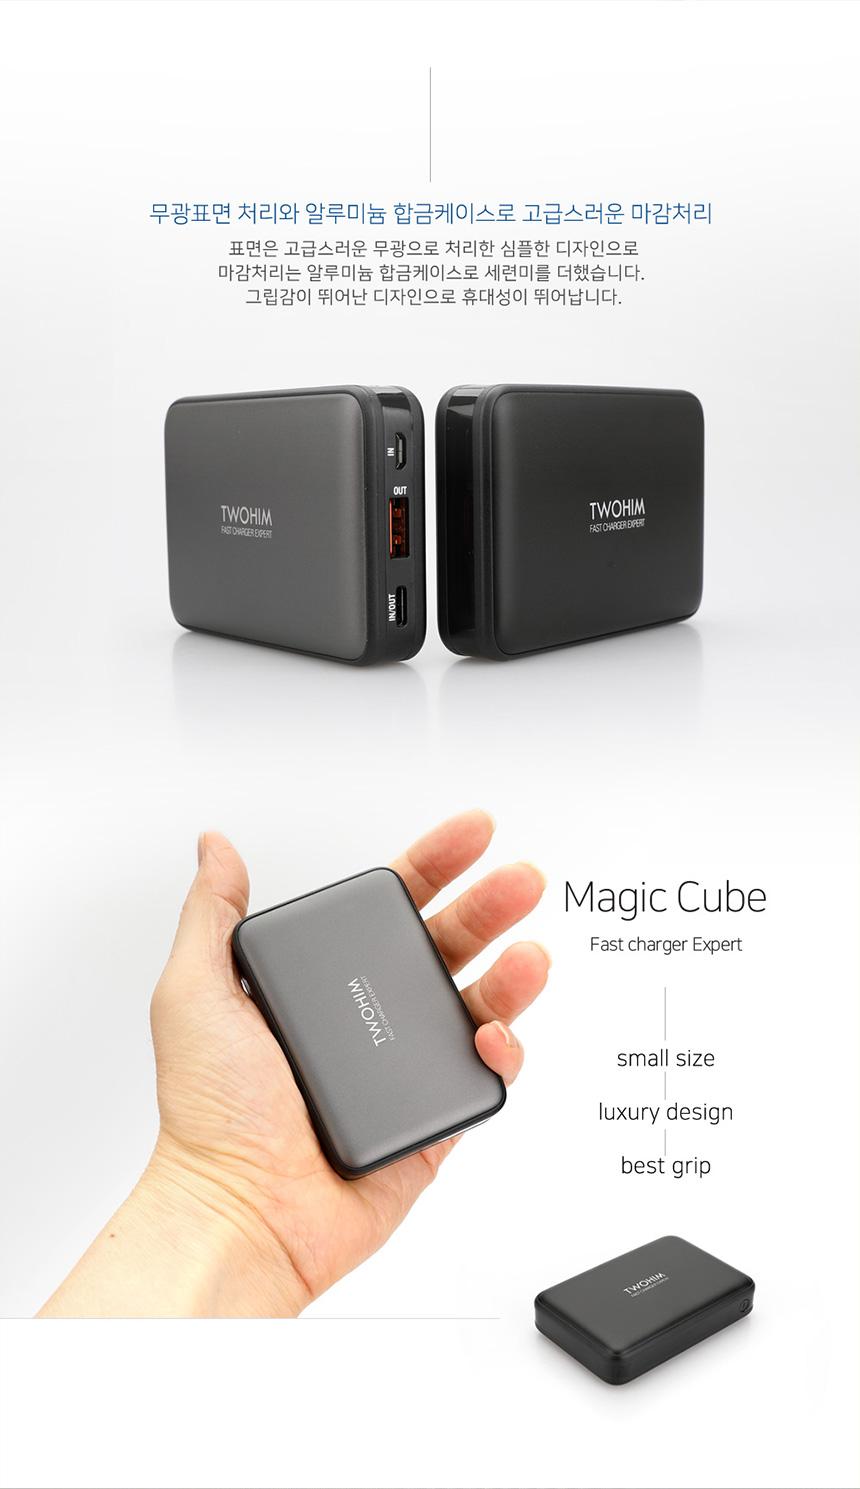 무광표면 처리와 알루미늄 합금케이스로 고급스러운 마감처리
표면은 고급스러운 무광으로 처리한 심플한 디자인으로
마감처리는 알루미늄 합금케이스로 세련미를 더했습니다.
그립감이 뛰어난 디자인으로 휴대성이 뛰어납니다.
IN
OUT
IN/OUT
TWOHIM
FAST CHARGER EXPERT
TWOHIM
FAST CHARGER EXPERT
Magic Cube
Fast charger Expert
TWOHIM
FAST CHARGER EXPERT
small size
luxury design
best grip
TWOHIM
FAST CHARGER EXPERT